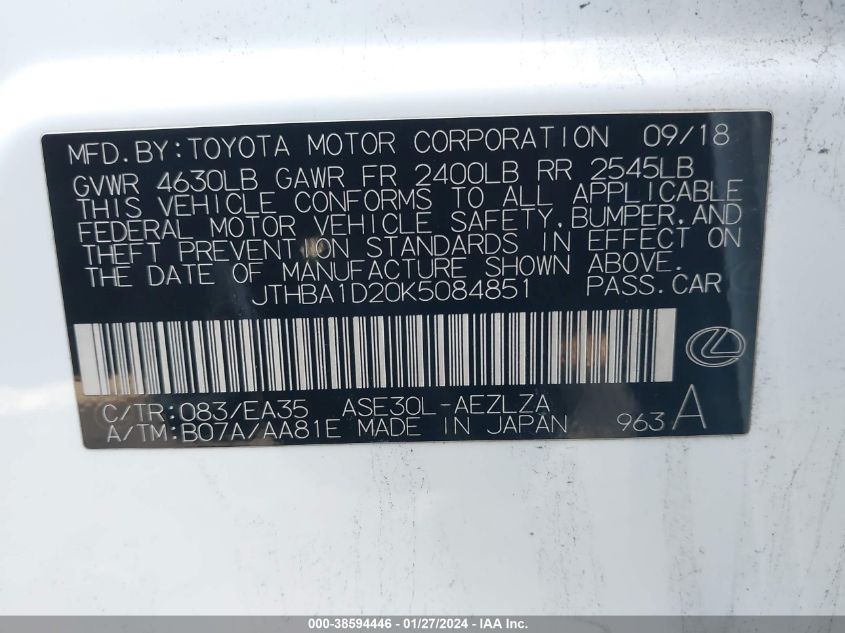 MFD.BY:TOYOTA MOTOR CORPORATION 09/18
GVWR 4630LB GAWR FR 2400LB RR 2545LB
THIS VEHICLE CONFORMS TO ALL APPLICABLE
FEDERAL MOTOR VEHICLE SAFETY,BUMPER,AND
THEFT PREVENTION STANDARDS IN EFFECT ON
THE DATE OF MANUFACTURE SHOWN ABOVE.
JTHBA1D20K5084851 PASS.CAR
C/TR:083/EA35 ASE30L-AEZLZA
A/TM:B07A/AA81E MADE IN JAPAN 963 A
000-38594446 - 01/27/2024 - IAA Inc.